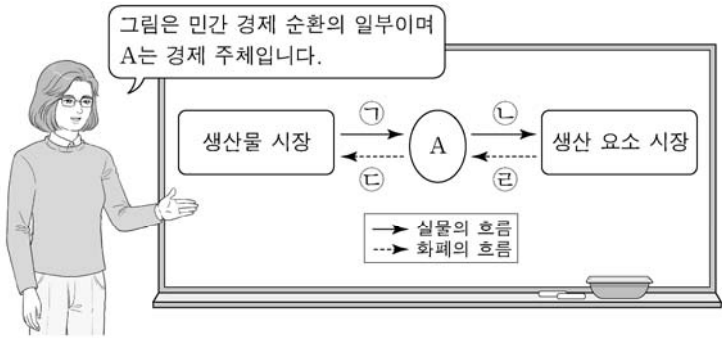 그림은 민간 경제 순환의 일부이며
A는 경제 주체입니다.
생산물 시장
㉠
㉢
A
㉡
㉣
생산 요소 시장
실물의 흐름
화폐의 흐름